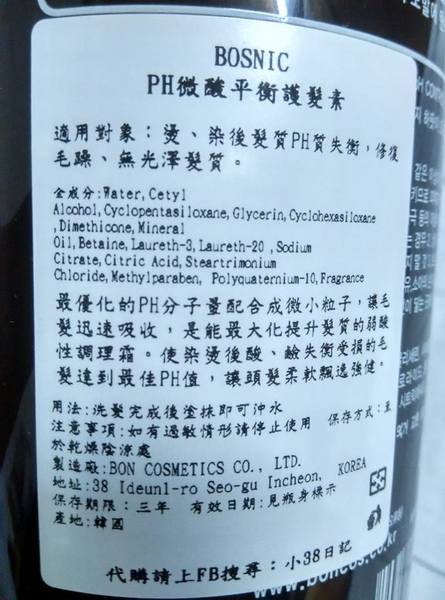 BOSNIC
PH微酸平衡護髮素
適用對象：燙、染後髮質PH質失衡，修復
毛躁、無光澤髮質。
全成分:Water,Cetyl
Alcohol,Cyclopentasiloxane,Glycerin,Cyclohexasiloxane
,Dimethicone,Mineral
Oil,Betaine,Laureth-3,Laureth-20 ,Sodium
Citrate,Citric Acid,Steartrimonium
Chloride,Methylparaben, Polyquaternium-10,Fragrance
最優化的PH分子量配合成微小粒子，讓毛
髮迅速吸收，是能最大化提升髮質的弱酸
性調理霜。使染燙後酸、鹼失衡受損的毛
髮達到最佳PH值，讓頭髮柔軟飄逸強健。
用法:洗髮完成後塗抹即可沖水
注意事項:如有過敏情形請停止使用 保存方式:至
於乾燥陰涼處
製造廠:BON COSMETICS CO., LTD.
地址:38 Ideun1-ro Seo-gu Incheon, KOREA
保存期限:三年 有效日期:見瓶身標示
產地:韓國
代購請上FB搜尋：小38日記
www.boncos.co.kr